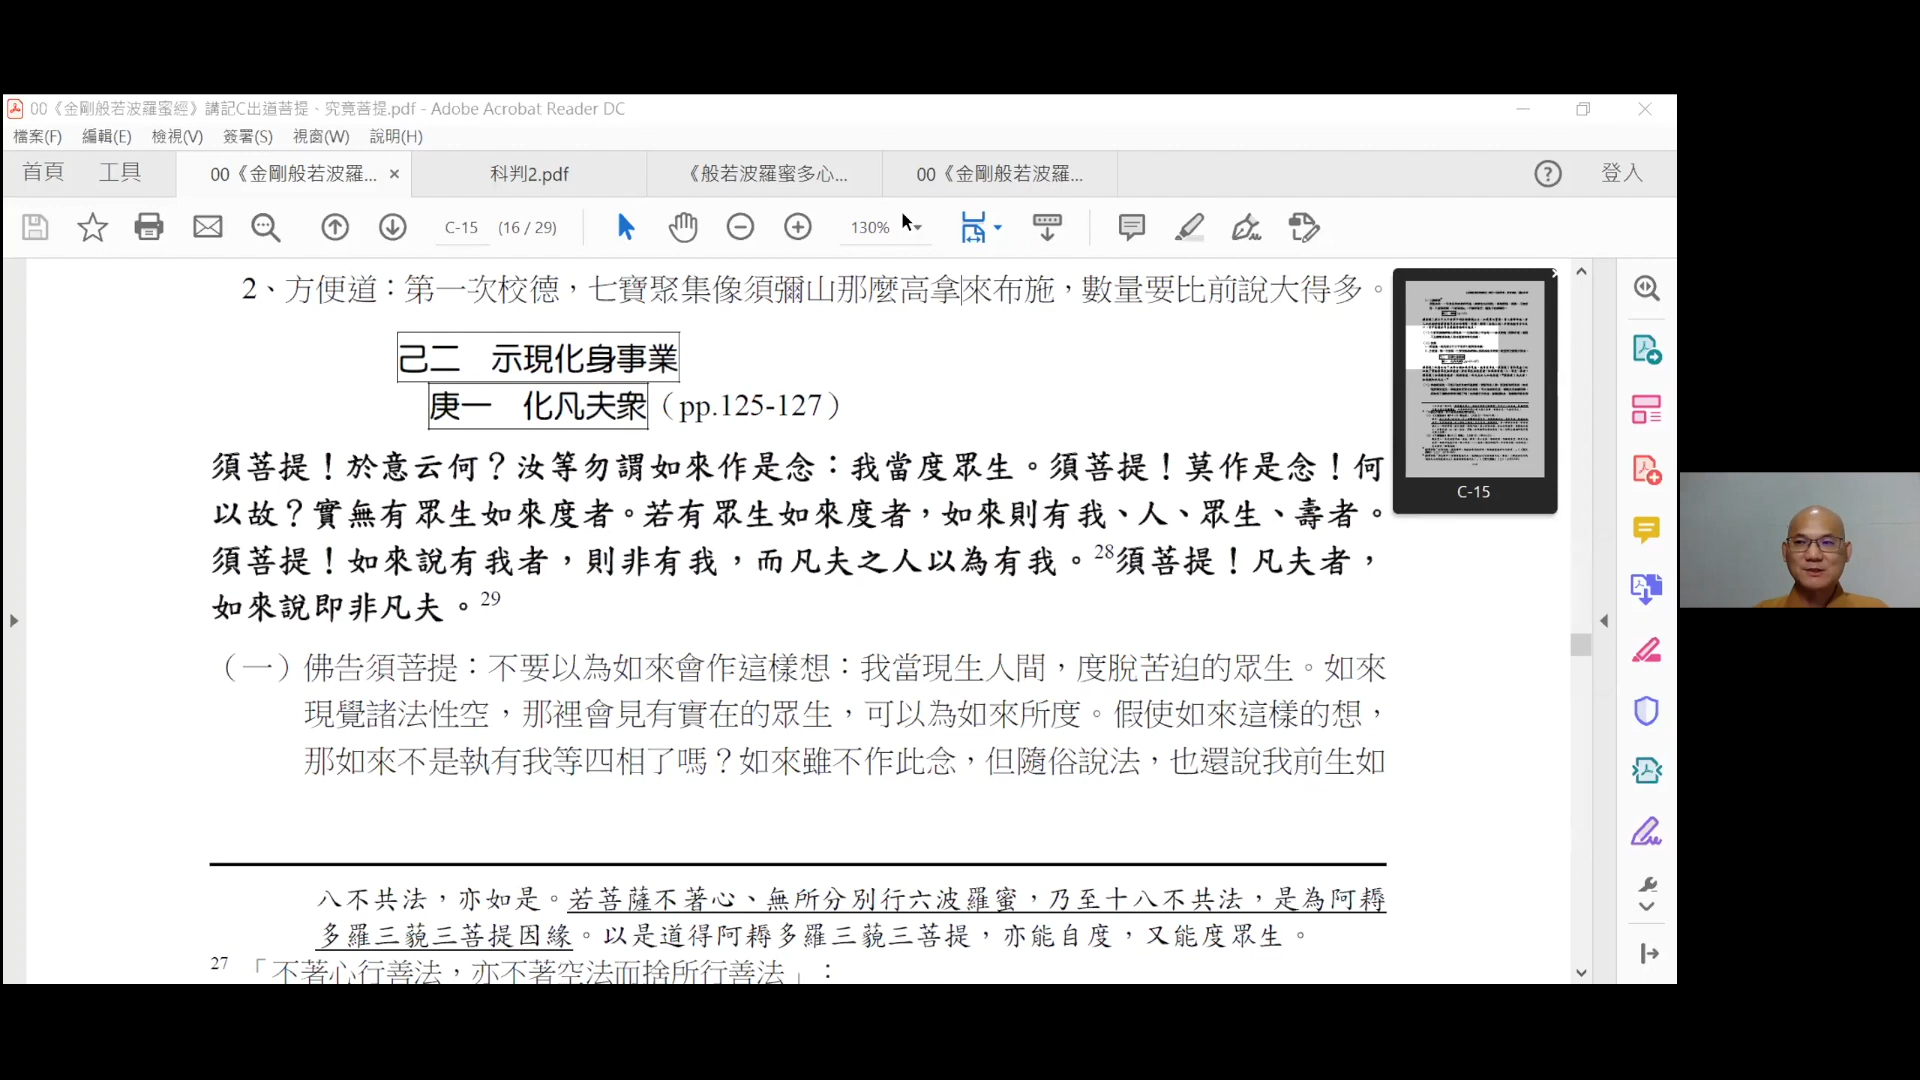 00《金剛般若波羅蜜經》講記C出道菩提、究竟菩提.pdf - Adobe Acrobat Reader DC
檔案(F) 編輯(E) 檢視(V) 簽署(S) 視窗(W) 說明(H)
首頁 工具 00《金剛般若波羅... × 科判2.pdf 《般若波羅蜜多心... 00《金剛般若波羅... 登入
C-15 (16 / 29) 130%
2、方便道：第一次校德，七寶聚集像須彌山那麼高拿來布施，數量要比前說大得多。
己二 示現化身事業
庚一 化凡夫衆（pp.125-127）
須菩提！於意云何？汝等勿謂如來作是念：我當度眾生。須菩提！莫作是念！何
以故？實無有眾生如來度者。若有眾生如來度者，如來則有我、人、眾生、壽者。
須菩提！如來說有我者，則非有我，而凡夫之人以為有我。28須菩提！凡夫者，
如來說即非凡夫。29
（一）佛告須菩提：不要以為如來會作這樣想：我當現生人間，度脫苦迫的眾生。如來
現覺諸法性空，那裡會見有實在的眾生，可以為如來所度。假使如來這樣的想，
那如來不是執有我等四相了嗎？如來雖不作此念，但隨俗說法，也還說我前生如
八不共法，亦如是。若菩薩不著心、無所分別行六波羅蜜，乃至十八不共法，是為阿耨
多羅三藐三菩提因緣。以是道得阿耨多羅三藐三菩提，亦能自度，又能度眾生。
27 「不著心行善法，亦不著空法而捨所行善法」：
C-15